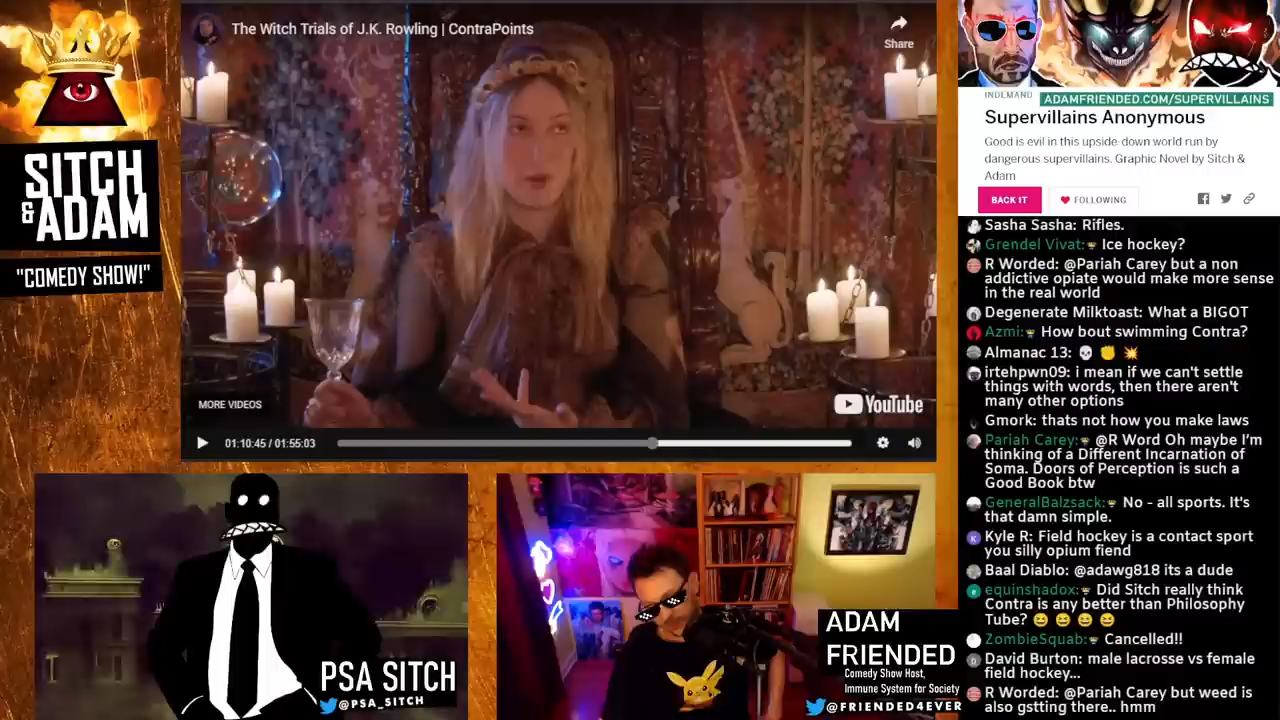 The Witch Trials of J.K. Rowling | ContraPoints
Share
MORE VIDEOS
YouTube
01:10:45 / 01:55:03
SITCH
& ADAM
"COMEDY SHOW!"
PSA SITCH
@PSA_SITCH
ADAM
FRIENDED
Comedy Show Host,
Immune System for Society
@FRIENDED4EVER
INDEMAND
ADAMFRIENDED.COM/SUPERVILLAINS
Supervillains Anonymous
Good is evil in this upside-down world run by
dangerous supervillains. Graphic Novel by Sitch &
Adam
BACK IT
FOLLOWING
Sasha Sasha: Rifles.
Grendel Vivat: Ice hockey?
R Worded: @Pariah Carey but a non
addictive opiate would make more sense
in the real world
Degenerate Milktoast: What a BIGOT
Azmi: How bout swimming Contra?
Almanac 13: 💀 ✊ 💥
irtehpwn09: i mean if we can't settle
things with words, then there aren't
many other options
Gmork: thats not how you make laws
Pariah Carey: @R Word Oh maybe I'm
thinking of a Different Incarnation of
Soma. Doors of Perception is such a
Good Book btw
GeneralBalzsack: No - all sports. It's
that damn simple.
K
Kyle R: Field hockey is a contact sport
you silly opium fiend
Baal Diablo: @adawg818 its a dude
e
equinshadox: Did Sitch really think
Contra is any better than Philosophy
Tube? 😆 😆 😆 😆
ZombieSquab: Cancelled!!
D
David Burton: male lacrosse vs female
field hockey...
R Worded: @Pariah Carey but weed is
also gstting there.. hmm